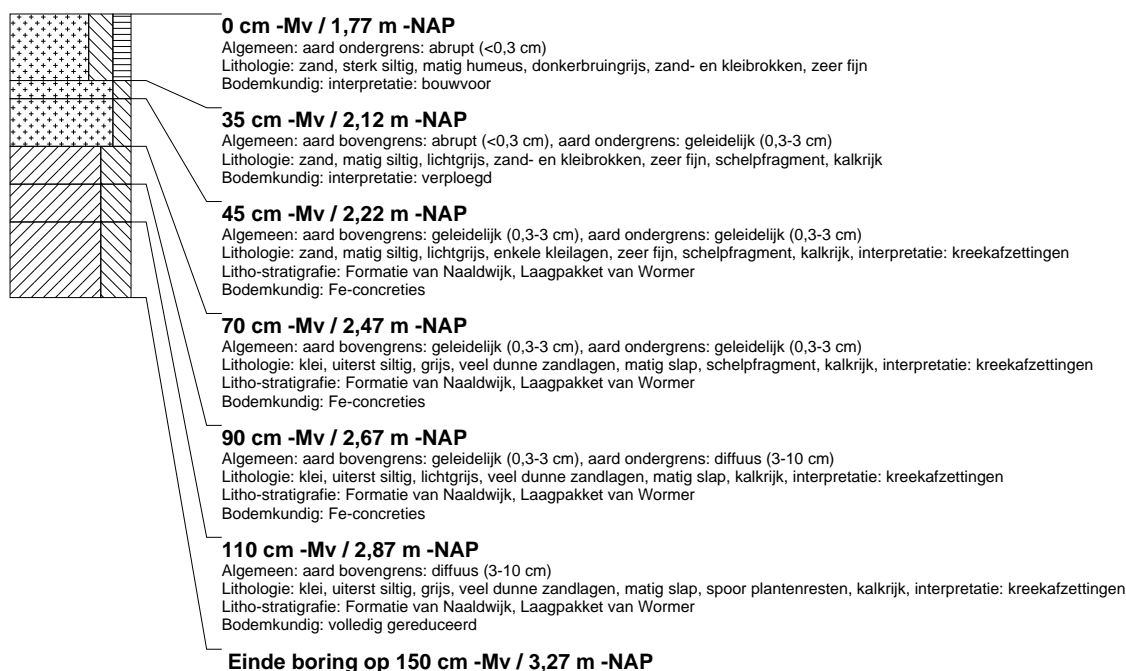 0 cm -Mv / 1,77 m -NAP
Algemeen: aard ondergrens: abrupt (<0,3 cm)
Lithologie: zand, sterk siltig, matig humeus, donkerbruingrijs, zand- en kleibrokken, zeer fijn
Bodemkundig: interpretatie: bouwvoor
35 cm -Mv / 2,12 m -NAP
Algemeen: aard bovengrens: abrupt (<0,3 cm), aard ondergrens: geleidelijk (0,3-3 cm)
Lithologie: zand, matig siltig, lichtgrijs, zand- en kleibrokken, zeer fijn, schelpfragment, kalkrijk
Bodemkundig: interpretatie: verploegd
45 cm -Mv / 2,22 m -NAP
Algemeen: aard bovengrens: geleidelijk (0,3-3 cm), aard ondergrens: geleidelijk (0,3-3 cm)
Lithologie: zand, matig siltig, lichtgrijs, enkele kleilagen, zeer fijn, schelpfragment, kalkrijk, interpretatie: kreekafzettingen
Litho-stratigrafie: Formatie van Naaldwijk, Laagpakket van Wormer
Bodemkundig: Fe-concreties
70 cm -Mv / 2,47 m -NAP
Algemeen: aard bovengrens: geleidelijk (0,3-3 cm), aard ondergrens: geleidelijk (0,3-3 cm)
Lithologie: klei, uiterst siltig, grijs, veel dunne zandlagen, matig slap, schelpfragment, kalkrijk, interpretatie: kreekafzettingen
Litho-stratigrafie: Formatie van Naaldwijk, Laagpakket van Wormer
Bodemkundig: Fe-concreties
90 cm -Mv / 2,67 m -NAP
Algemeen: aard bovengrens: geleidelijk (0,3-3 cm), aard ondergrens: diffuus (3-10 cm)
Lithologie: klei, uiterst siltig, lichtgrijs, veel dunne zandlagen, matig slap, kalkrijk, interpretatie: kreekafzettingen
Litho-stratigrafie: Formatie van Naaldwijk, Laagpakket van Wormer
Bodemkundig: Fe-concreties
110 cm -Mv / 2,87 m -NAP
Algemeen: aard bovengrens: diffuus (3-10 cm)
Lithologie: klei, uiterst siltig, grijs, veel dunne zandlagen, matig slap, spoor plantenresten, kalkrijk, interpretatie: kreekafzettingen
Litho-stratigrafie: Formatie van Naaldwijk, Laagpakket van Wormer
Bodemkundig: volledig gereduceerd
Einde boring op 150 cm -Mv / 3,27 m -NAP